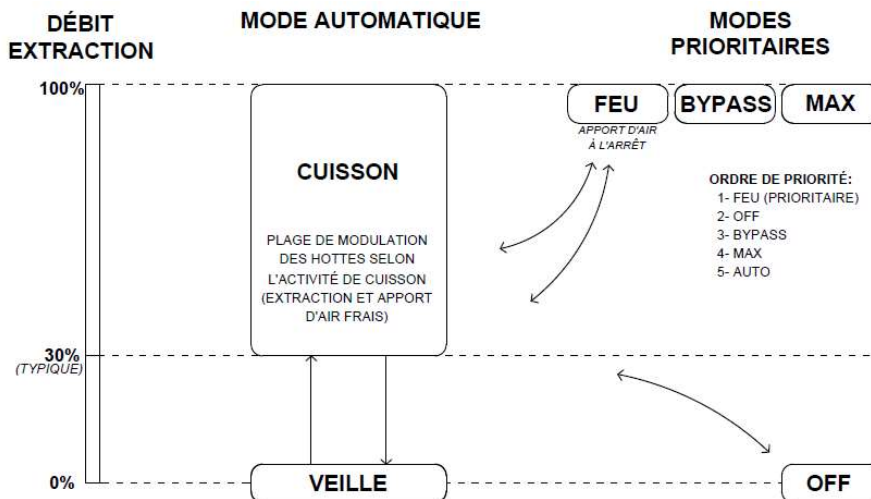 DÉBIT
EXTRACTION
MODE AUTOMATIQUE
MODES
PRIORITAIRES
100%
FEU
BYPASS
MAX
APPORT D'AIR
À L'ARRÊT
CUISSON
PLAGE DE MODULATION
DES HOTTES SELON
L'ACTIVITÉ DE CUISSON
(EXTRACTION ET APPORT
D'AIR FRAIS)
ORDRE DE PRIORITÉ:
1- FEU (PRIORITAIRE)
2- OFF
3- BYPASS
4- MAX
5- AUTO
30%
(TYPIQUE)
0%
VEILLE
OFF